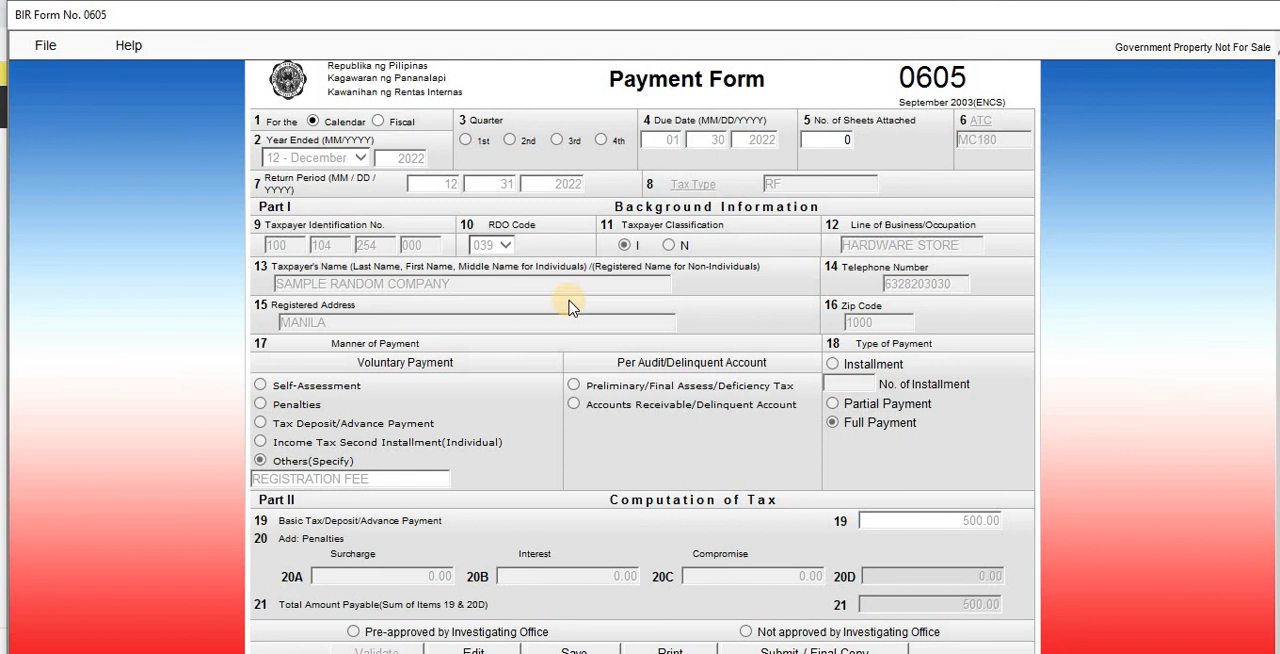 BIR Form No. 0605
File Help
Government Property Not For Sale
Republika ng Pilipinas
Kagawaran ng Pananalapi
Kawanihan ng Rentas Internas
Payment Form
0605
September 2003(ENCS)
1 For the Calendar Fiscal
2 Year Ended (MM/YYYY)
12 - December 2022
3 Quarter
1st 2nd 3rd 4th
4 Due Date (MM/DD/YYYY)
01 30 2022
5 No. of Sheets Attached
0
6 ATC
MC180
7 Return Period (MM / DD / YYYY) 12 31 2022
8 Tax Type RF
Part I Background Information
9 Taxpayer Identification No.
100 104 254 000
10 RDO Code
039
11 Taxpayer Classification
I N
12 Line of Business/Occupation
HARDWARE STORE
13 Taxpayer's Name (Last Name, First Name, Middle Name for Individuals) /(Registered Name for Non-Individuals)
SAMPLE RANDOM COMPANY
14 Telephone Number
6328203030
15 Registered Address
MANILA
16 Zip Code
1000
17 Manner of Payment
Voluntary Payment
Self-Assessment
Penalties
Tax Deposit/Advance Payment
Income Tax Second Installment(Individual)
Others(Specify)
REGISTRATION FEE
Per Audit/Delinquent Account
Preliminary/Final Assess/Deficiency Tax
Accounts Receivable/Delinquent Account
18 Type of Payment
Installment
No. of Installment
Partial Payment
Full Payment
Part II Computation of Tax
19 Basic Tax/Deposit/Advance Payment 19 500.00
20 Add: Penalties
Surcharge Interest Compromise
20A 0.00 20B 0.00 20C 0.00 20D 0.00
21 Total Amount Payable(Sum of Items 19 & 20D) 21 500.00
Pre-approved by Investigating Office Not approved by Investigating Office
Validate Edit Save Print Submit / Final Copy